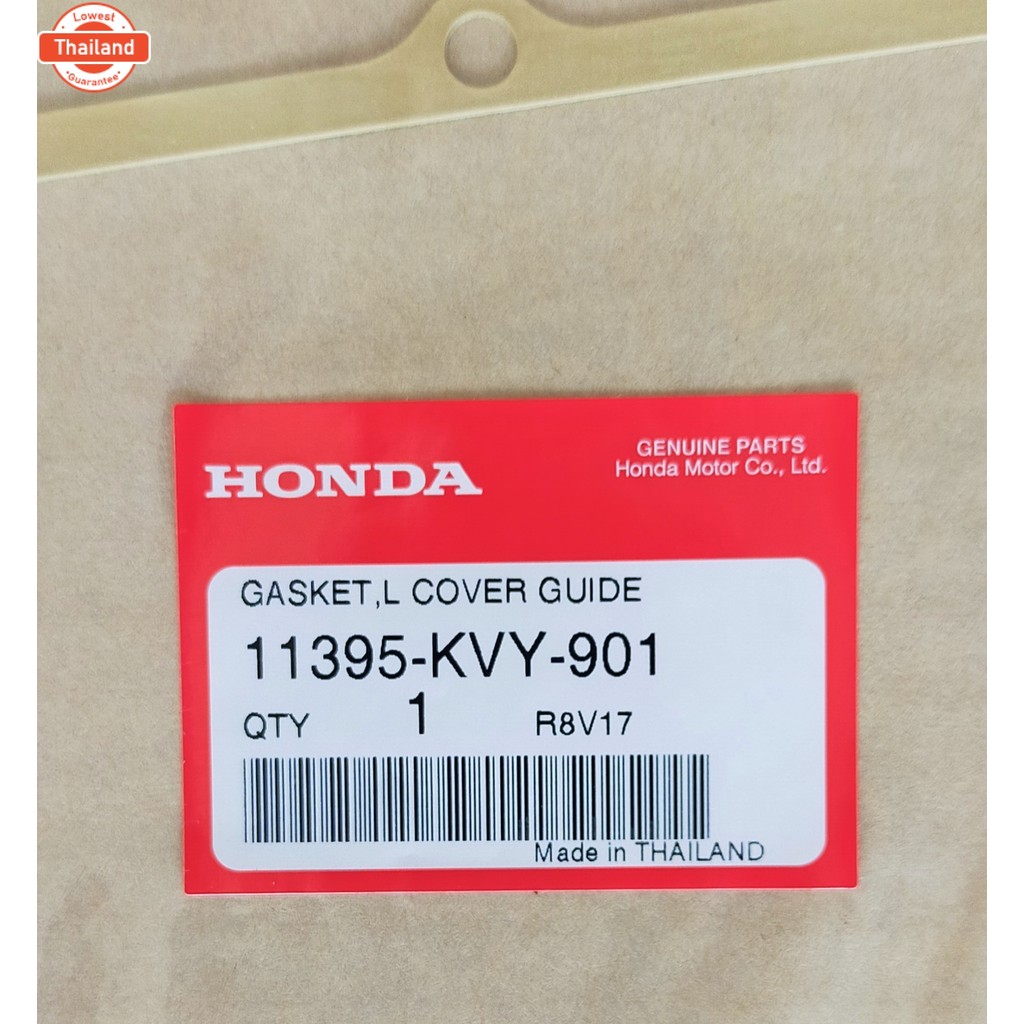 Lowest
Thailand
Guarantee
HONDA
GENUINE PARTS
Honda Motor Co., Ltd.
GASKET,L COVER GUIDE
11395-KVY-901
QTY 1 R8V17
Made in THAILAND